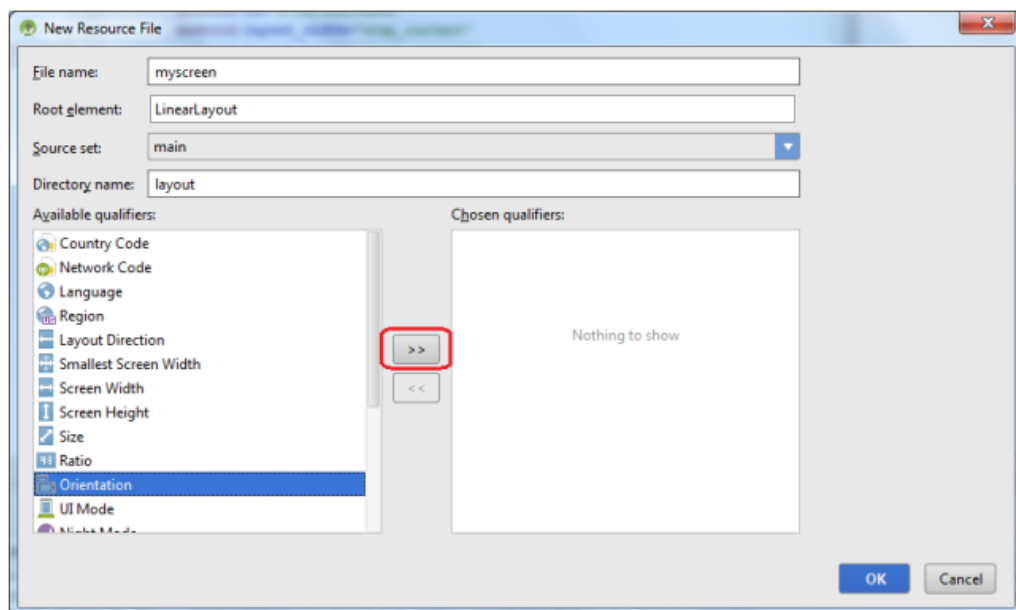 New Resource File
File name:
myscreen
Root element:
LinearLayout
Source set:
main
Directory name:
layout
Available qualifiers:
Chosen qualifiers:
Country Code
Network Code
Language
Region
Layout Direction
Smallest Screen Width
Screen Width
Screen Height
Size
Ratio
Orientation
UI Mode
Night Mode
>>
<<
Nothing to show
OK
Cancel